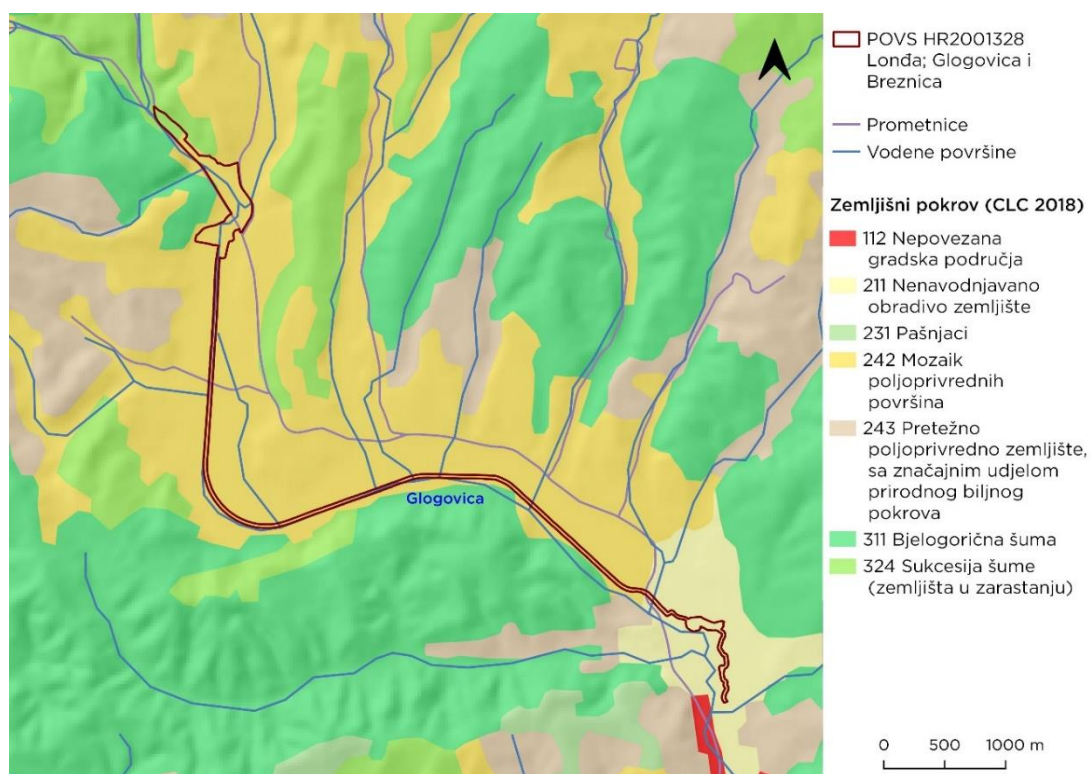 POVS HR2001328
Lonđa; Glogovica i
Breznica
Prometnice
Vodene površine
Zemljišni pokrov (CLC 2018)
112 Nepovezana
gradska područja
211 Nenavodnjavano
obradivo zemljište
231 Pašnjaci
242 Mozaik
poljoprivrednih
površina
243 Pretežno
poljoprivredno zemljište,
sa značajnim udjelom
prirodnog biljnog
pokrova
311 Bjelogorična šuma
324 Sukcesija šume
(zemljišta u zarastanju)
Glogovica
0 500 1000 m